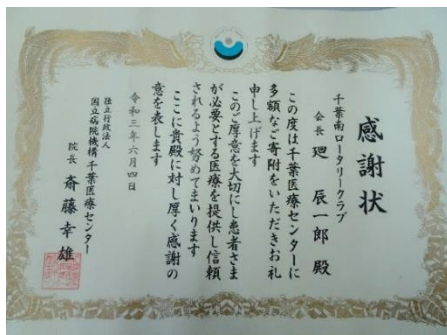 感謝状
千葉南ロータリークラブ
会長 廻 辰一郎 殿
この度は千葉医療センターに
多額なご寄附をいただきお礼
申し上げます
このご厚意を大切にし患者さま
が必要とする医療を提供し信頼
されるよう努めてまいります
ここに貴殿に対し厚く感謝の
意を表します
令和三年六月四日
独立行政法人
国立病院機構千葉医療センター
院長 斎藤幸雄